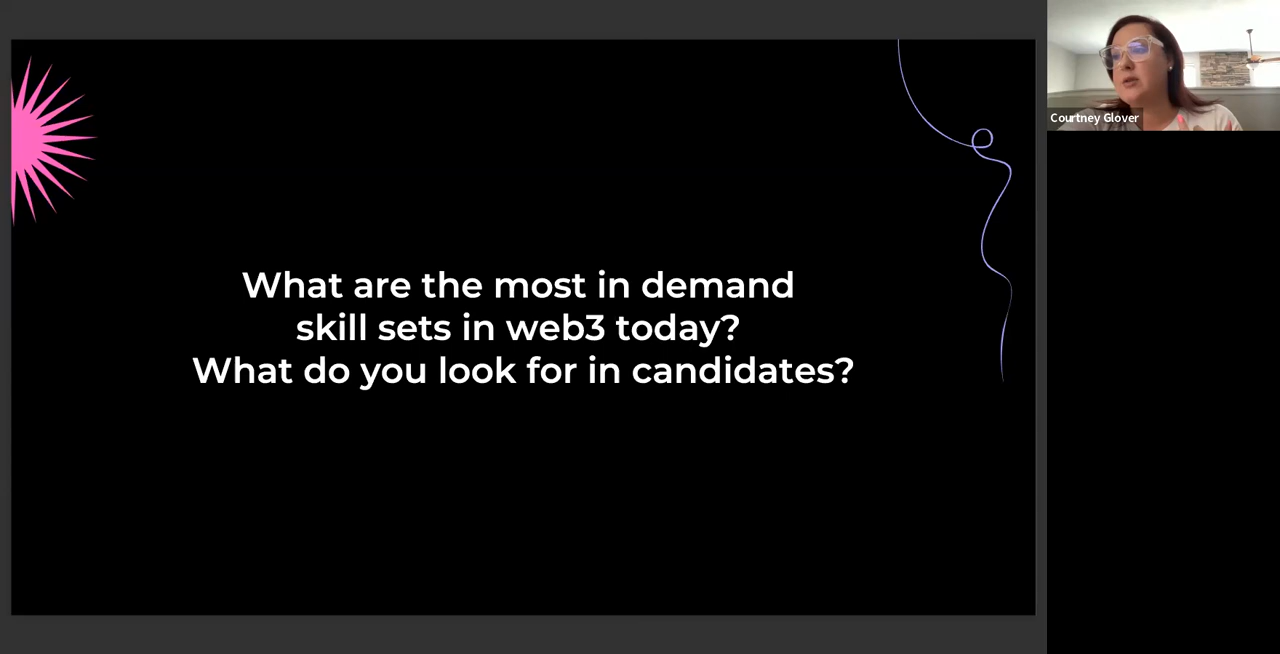 What are the most in demand
skill sets in web3 today?
What do you look for in candidates?
Courtney Glover